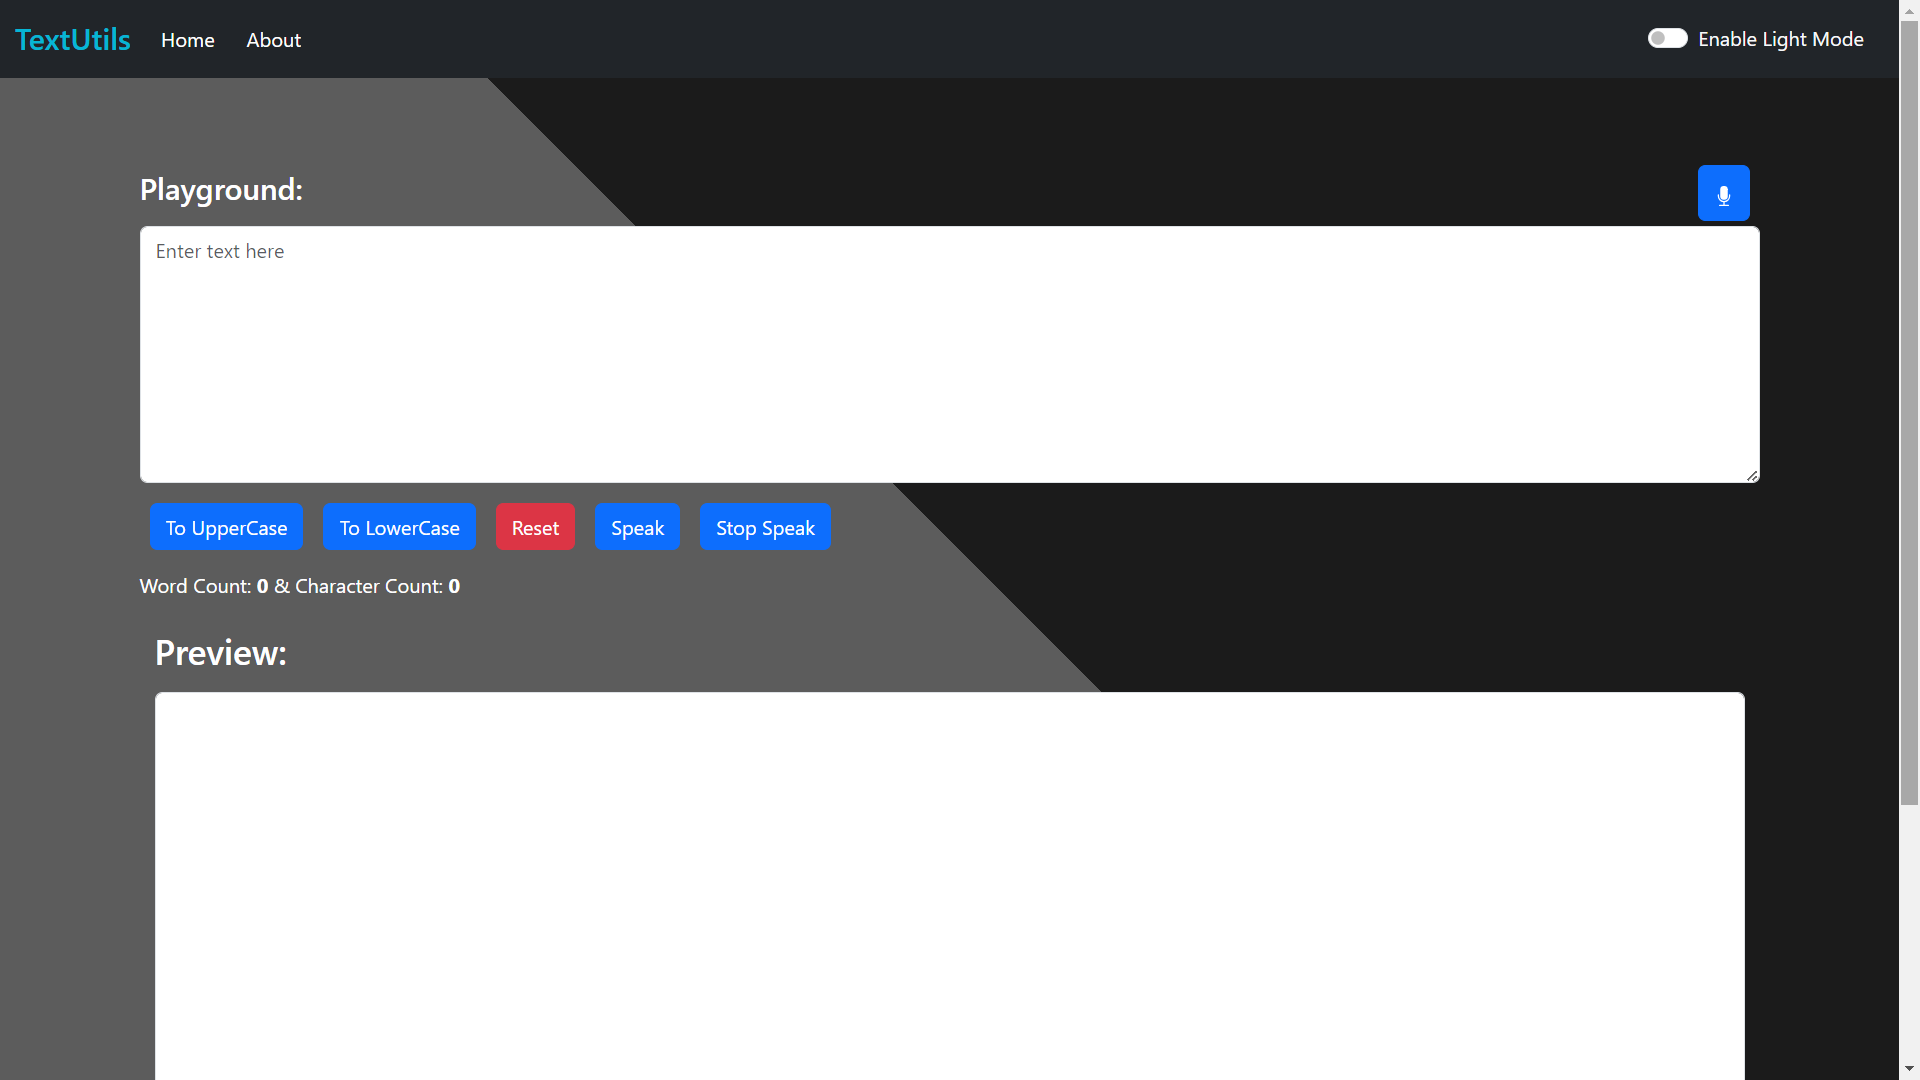 TextUtils Home About Enable Light Mode
Playground:
Enter text here
To UpperCase To LowerCase Reset Speak Stop Speak
Word Count: 0 & Character Count: 0
Preview: